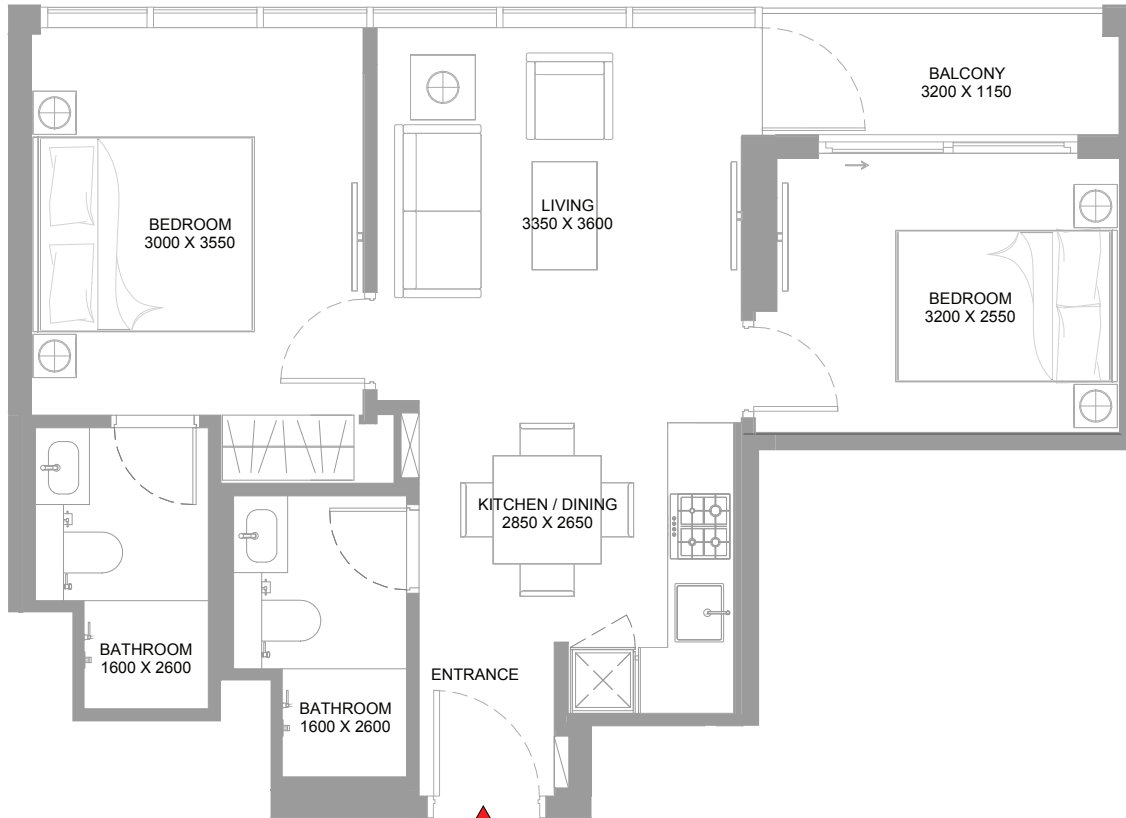 BALCONY
3200 X 1150
LIVING
3350 X 3600
BEDROOM
3000 X 3550
BEDROOM
3200 X 2550
KITCHEN / DINING
2850 X 2650
BATHROOM
1600 X 2600
ENTRANCE
BATHROOM
1600 X 2600